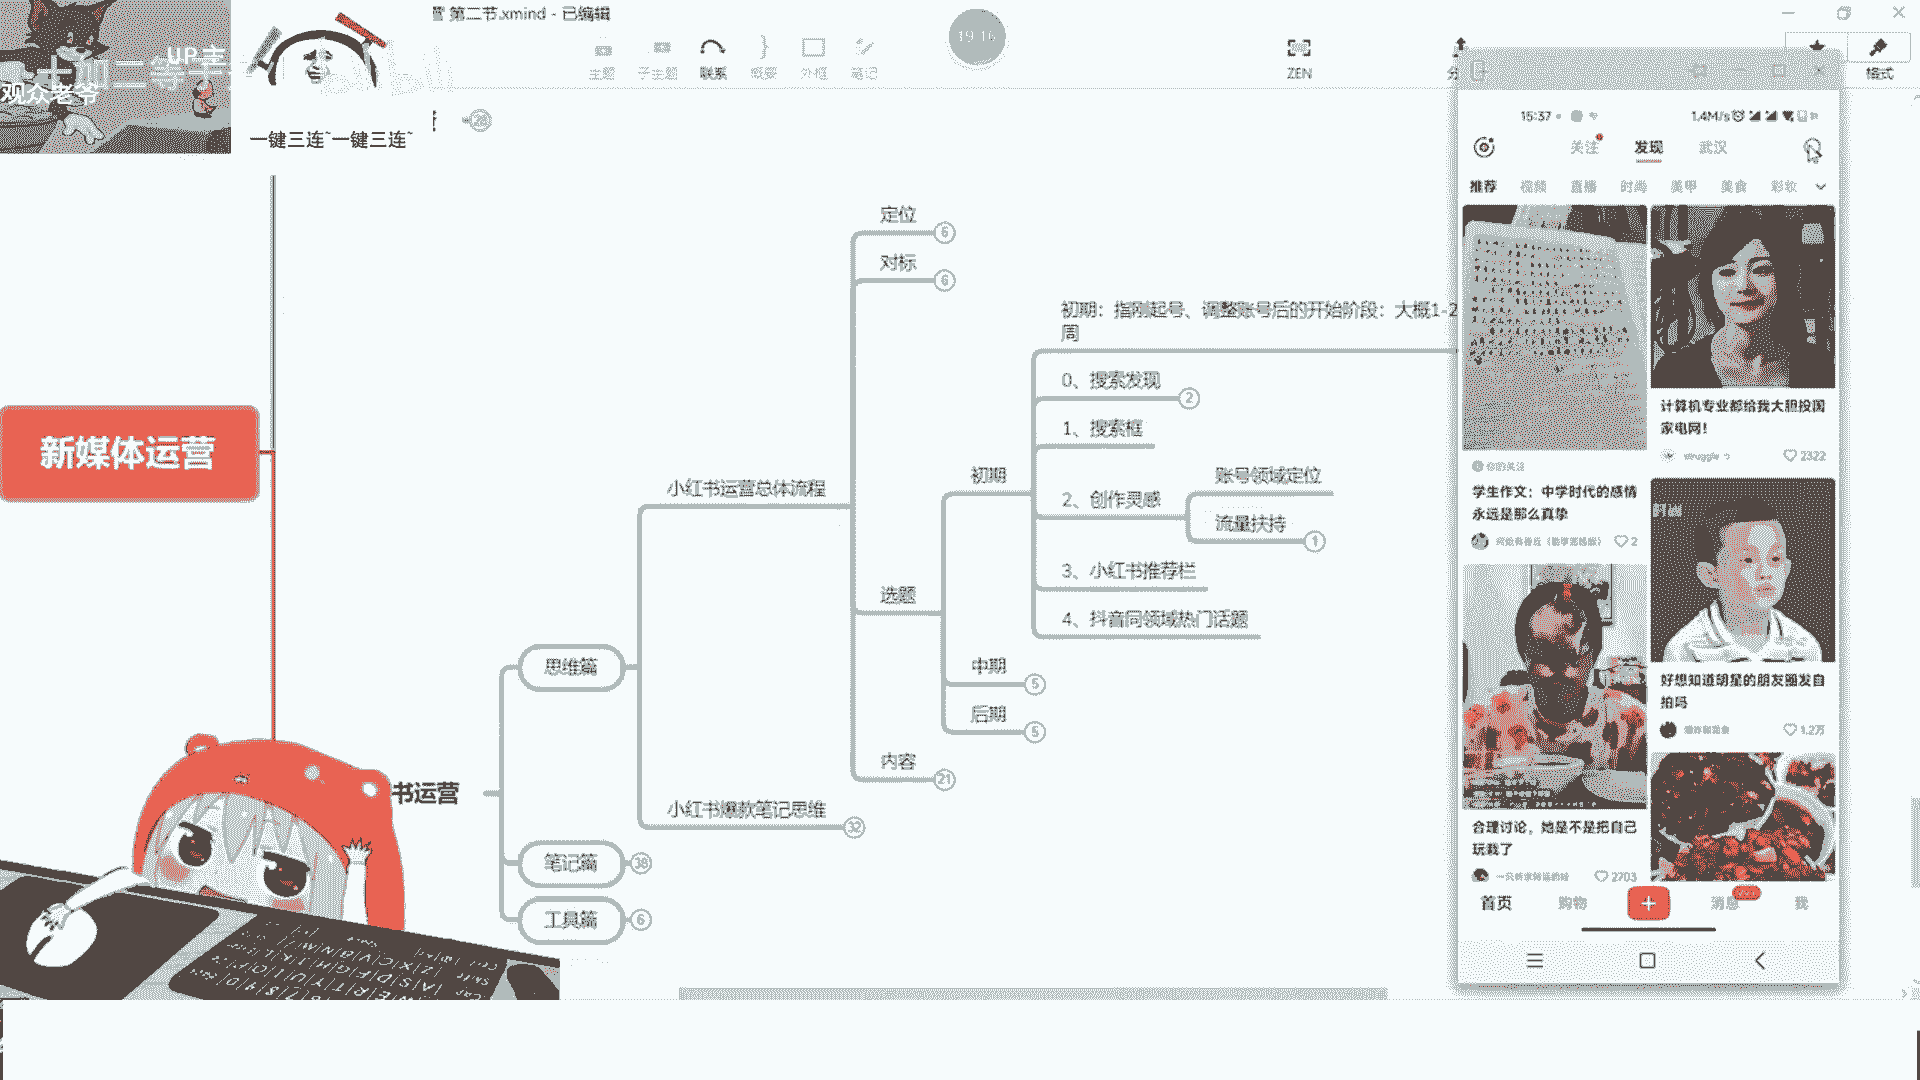 营 第二节.xmind - 已编辑
19:16
UP主
观众老爷
一键三连~一键三连~
主题
子主题
联系
概要
外框
笔记
ZEN
格式
28
新媒体运营
书运营
思维篇
笔记篇
38
工具篇
6
小红书运营总体流程
小红书爆款笔记思维
32
定位
6
对标
6
选题
内容
21
初期
中期
5
后期
5
初期：指刚起号、调整账号后的开始阶段：大概1-2
周
0、搜索发现
2
1、搜索框
2、创作灵感
账号领域定位
流量扶持
1
3、小红书推荐栏
4、抖音同领域热门话题
15:37
1.4M/s
关注
发现
武汉
推荐
视频
直播
时尚
美甲
美食
彩妆
计算机专业都给我大胆投国
家电网！
struggle
2322
你的关注
学生作文：中学时代的感情
永远是那么真挚
2
好想知道明星的朋友圈发自
拍吗
1.2万
合理讨论，她是不是把自己
玩栽了
2703
首页
购物
消息
我